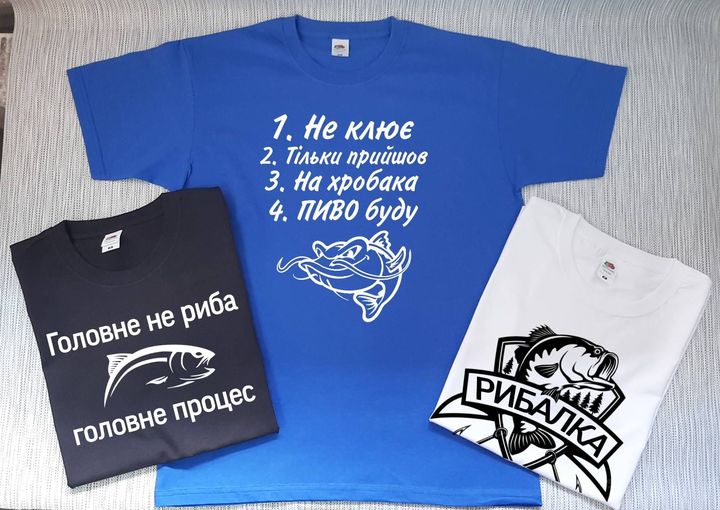 1. Не клює
2. Тільки прийшов
3. На хробака
4. ПИВО буду
Головне не риба
головне процес
РИБАЛКА